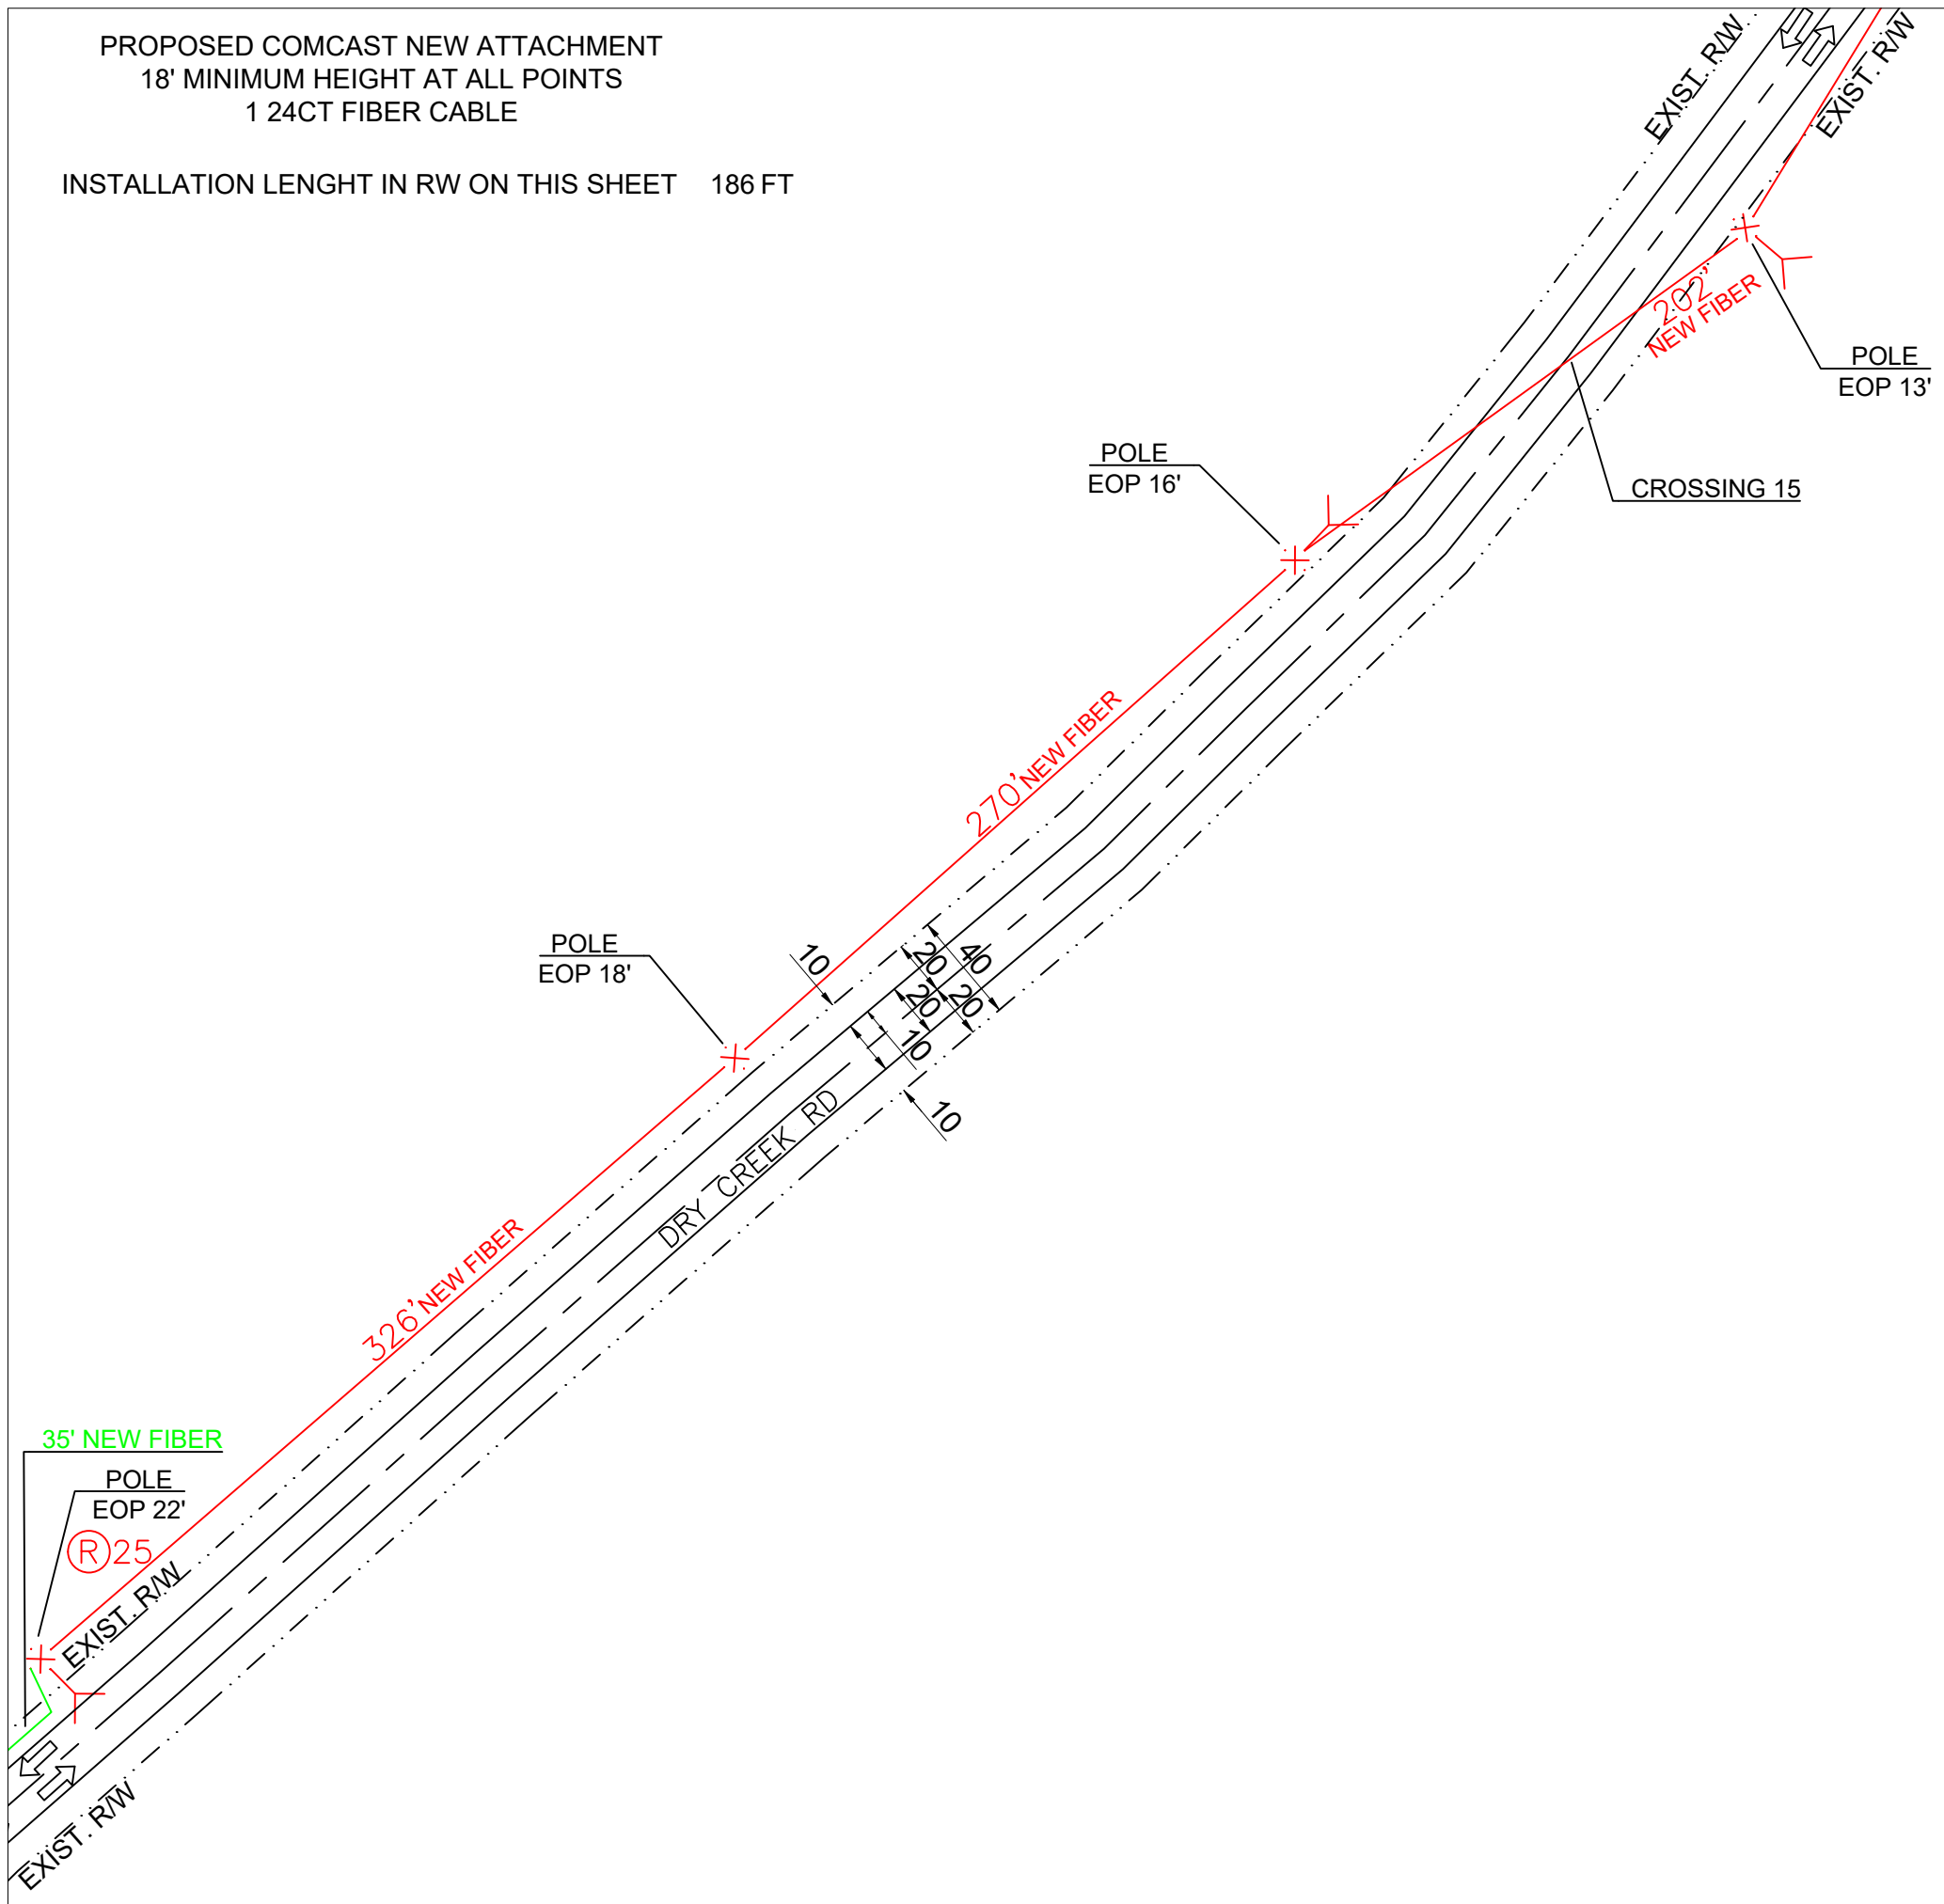 PROPOSED COMCAST NEW ATTACHMENT
18' MINIMUM HEIGHT AT ALL POINTS
1 24CT FIBER CABLE
INSTALLATION LENGHT IN RW ON THIS SHEET 186 FT
EXIST. R/W
EXIST. R/W
202'
NEW FIBER
POLE
EOP 13'
POLE
EOP 16'
CROSSING 15
270' NEW FIBER
POLE
EOP 18'
10
20
40
20
20
10
10
DRY CREEK RD
326' NEW FIBER
35' NEW FIBER
POLE
EOP 22'
R 25
EXIST. R/W
EXIST. R/W